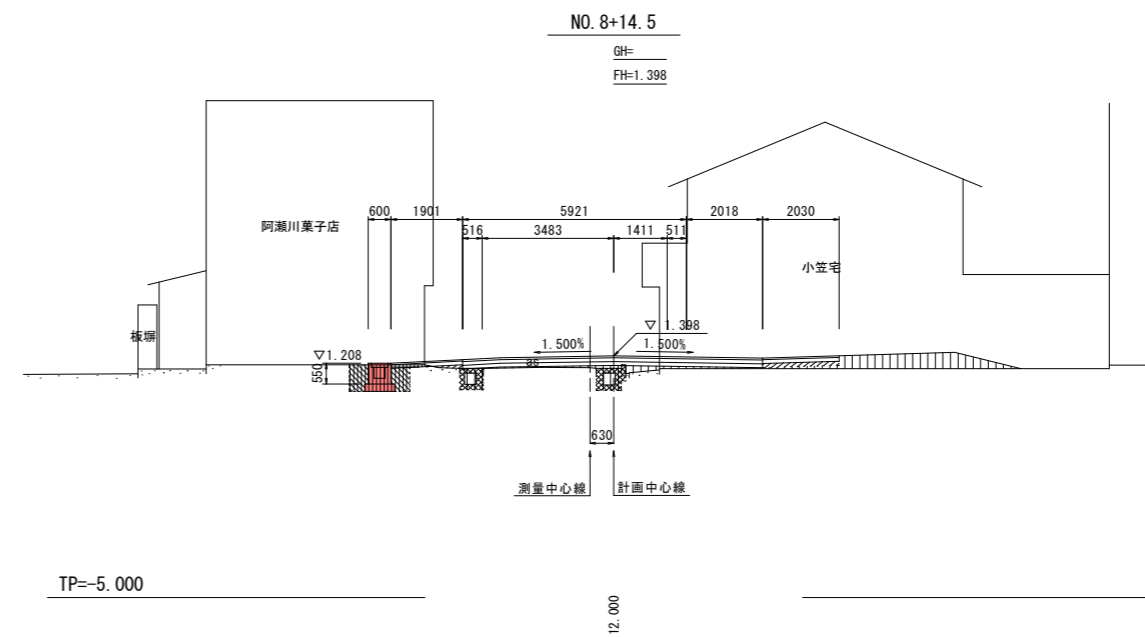 NO. 8+14.5
GH=
FH=1.398
600 1901 5921 2018 2030
阿瀬川菓子店
516 3483 1411 511
小笠宅
板塀
▽ 1.398
1.500% 1.500%
▽1.208
as
550
630
測量中心線 計画中心線
TP=-5.000
12.000